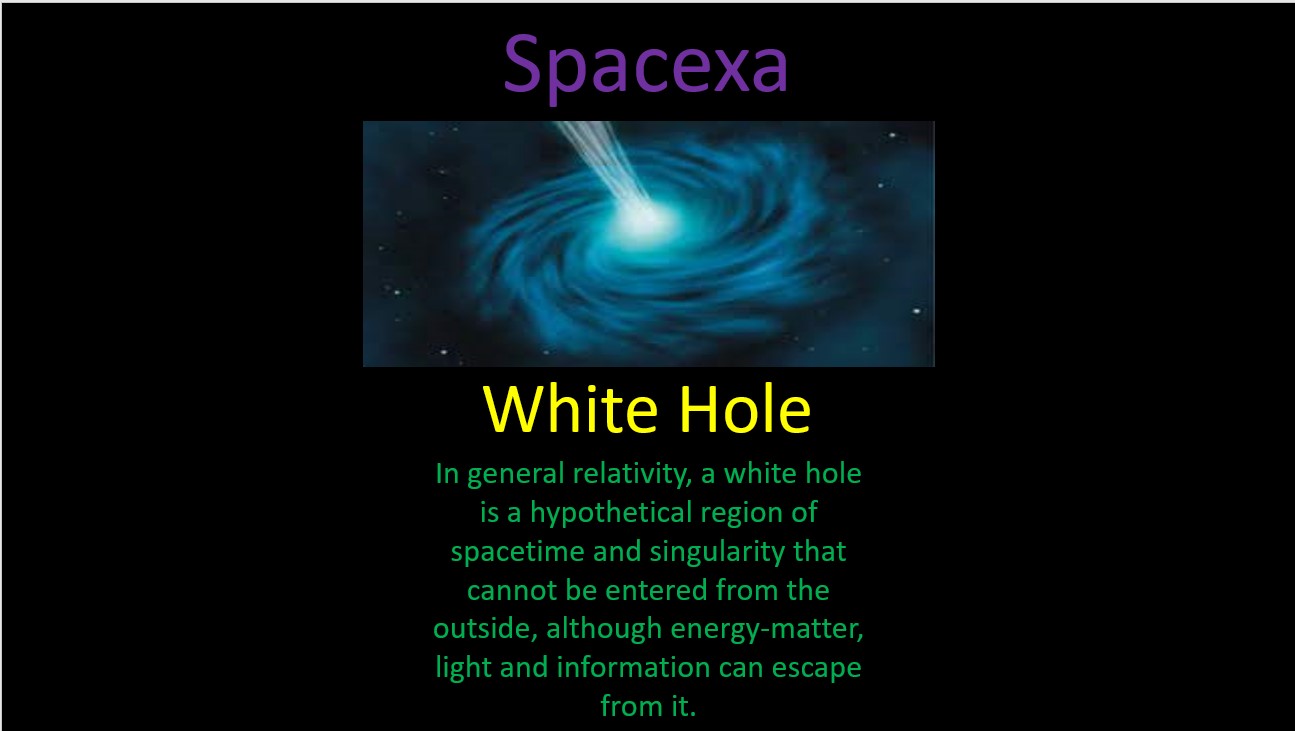 Spacexa
White Hole
In general relativity, a white hole
is a hypothetical region of
spacetime and singularity that
cannot be entered from the
outside, although energy-matter,
light and information can escape
from it.